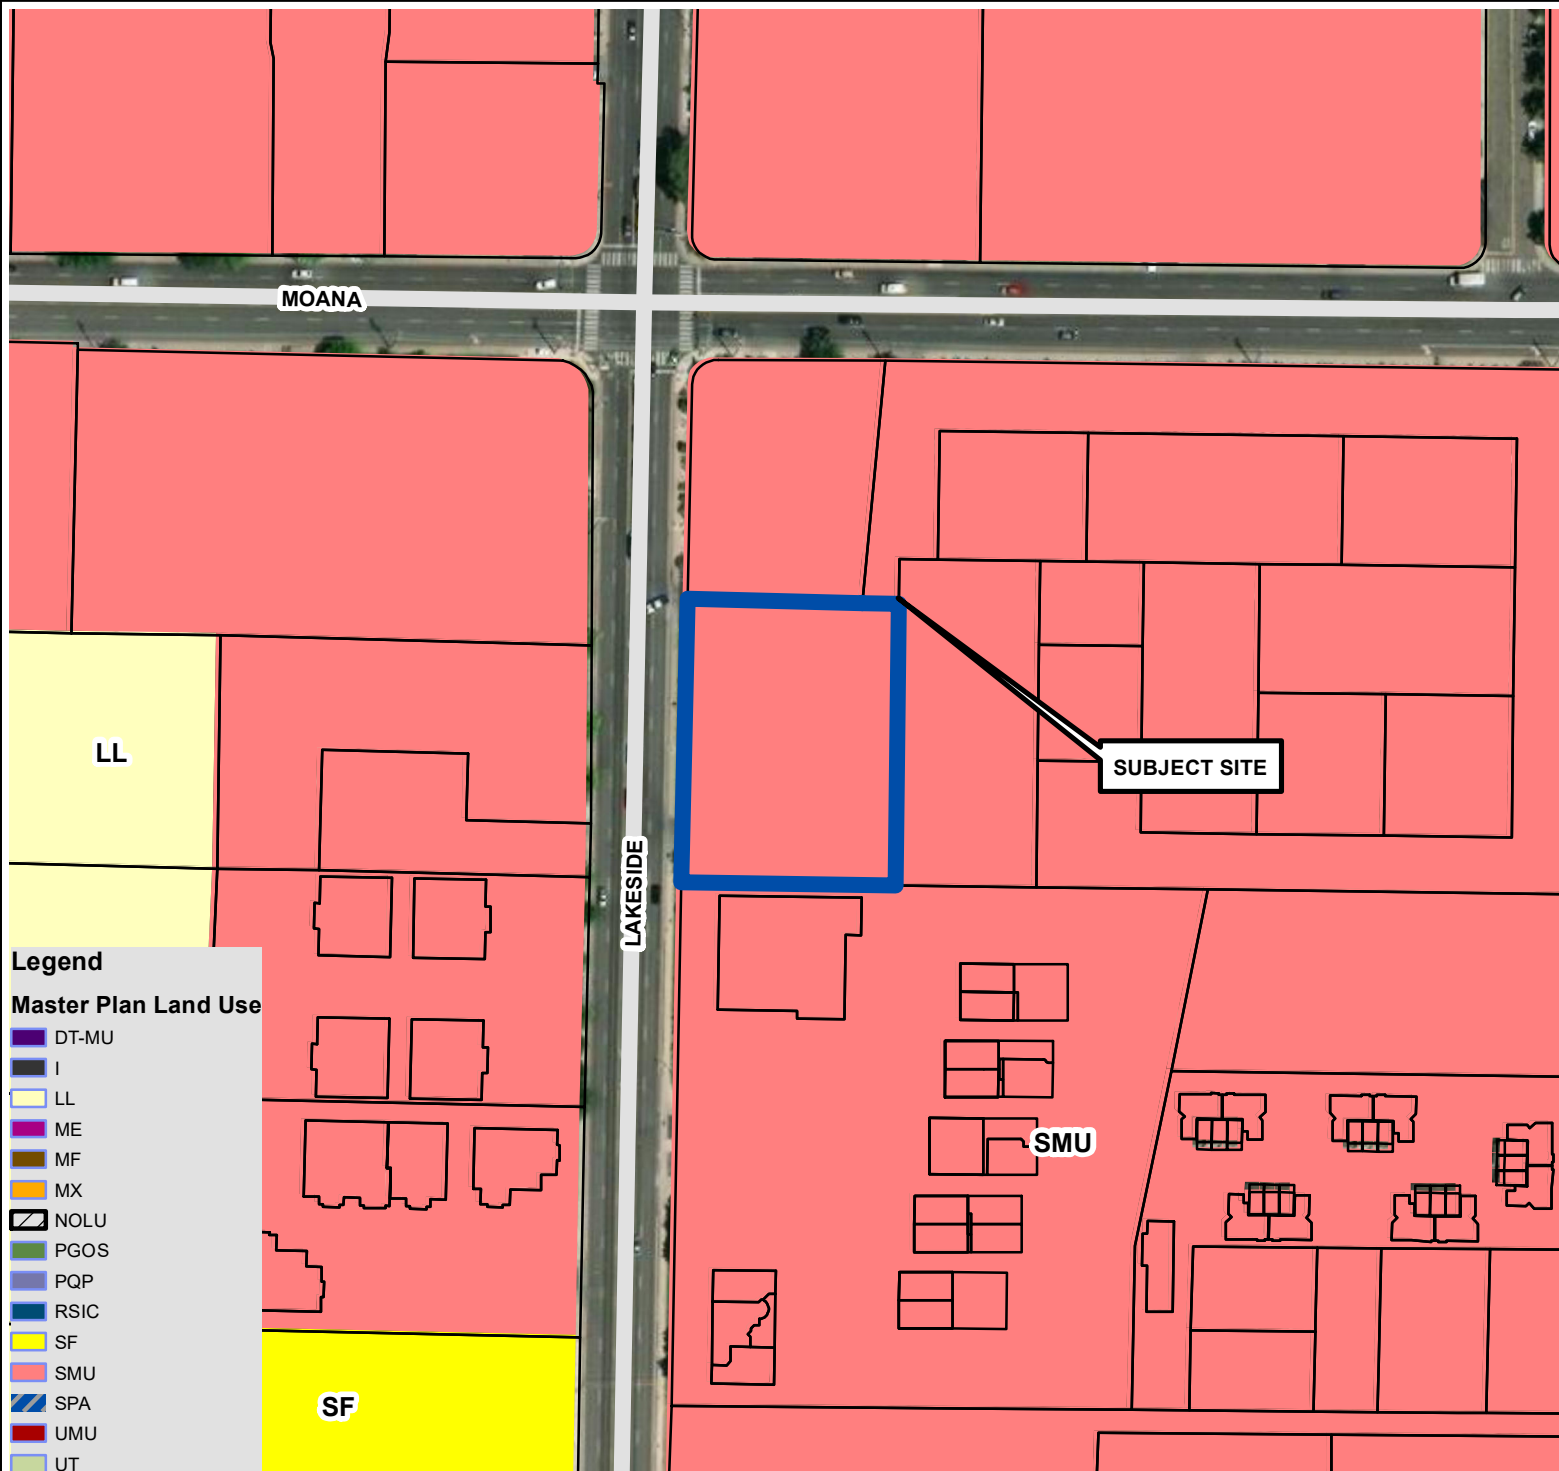 MOANA
LL
SUBJECT SITE
LAKESIDE
Legend
Master Plan Land Use
DT-MU
I
LL
ME
MF
MX
NOLU
PGOS
PQP
RSIC
SF
SMU
SPA
UMU
UT
SMU
SF